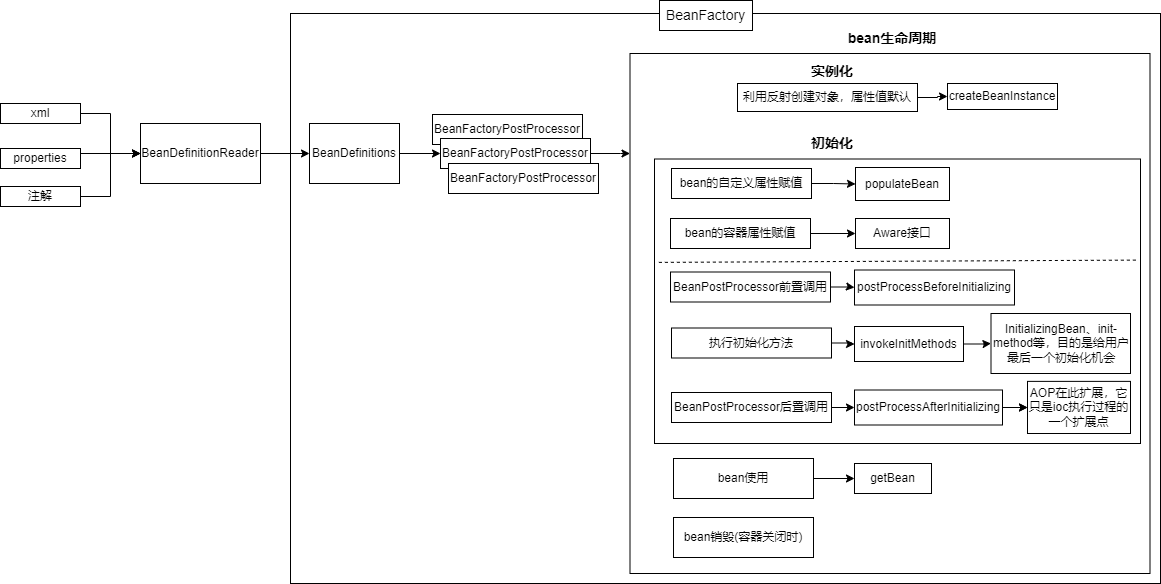 BeanFactory
bean生命周期
xml
properties
注解
BeanDefinitionReader
BeanDefinitions
BeanFactoryPostProcessor
BeanFactoryPostProcessor
BeanFactoryPostProcessor
实例化
利用反射创建对象，属性值默认
createBeanInstance
初始化
bean的自定义属性赋值
populateBean
bean的容器属性赋值
Aware接口
BeanPostProcessor前置调用
postProcessBeforeInitializing
执行初始化方法
invokeInitMethods
InitializingBean、init-
method等，目的是给用户
最后一个初始化机会
BeanPostProcessor后置调用
postProcessAfterInitializing
AOP在此扩展，它
只是ioc执行过程的
一个扩展点
bean使用
getBean
bean销毁(容器关闭时)